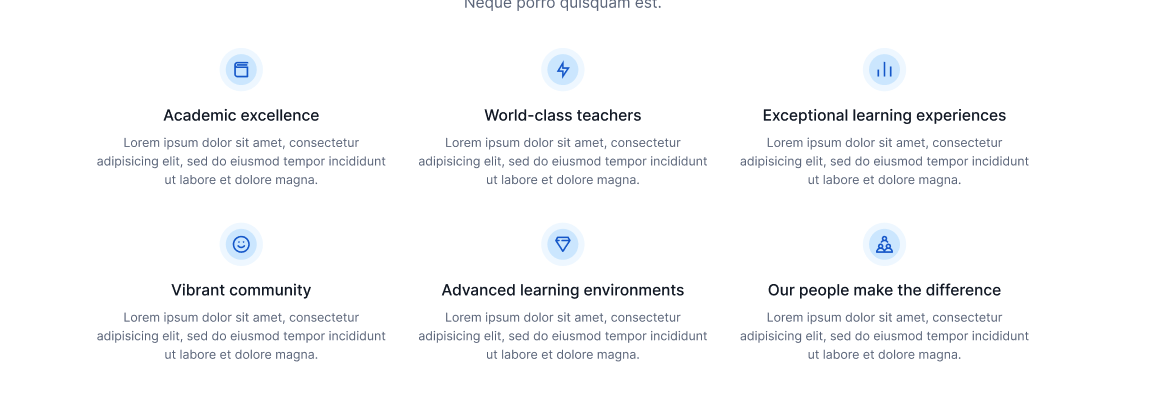 Neque porro quisquam est.
Academic excellence
Lorem ipsum dolor sit amet, consectetur
adipisicing elit, sed do eiusmod tempor incididunt
ut labore et dolore magna.
World-class teachers
Lorem ipsum dolor sit amet, consectetur
adipisicing elit, sed do eiusmod tempor incididunt
ut labore et dolore magna.
Exceptional learning experiences
Lorem ipsum dolor sit amet, consectetur
adipisicing elit, sed do eiusmod tempor incididunt
ut labore et dolore magna.
Vibrant community
Lorem ipsum dolor sit amet, consectetur
adipisicing elit, sed do eiusmod tempor incididunt
ut labore et dolore magna.
Advanced learning environments
Lorem ipsum dolor sit amet, consectetur
adipisicing elit, sed do eiusmod tempor incididunt
ut labore et dolore magna.
Our people make the difference
Lorem ipsum dolor sit amet, consectetur
adipisicing elit, sed do eiusmod tempor incididunt
ut labore et dolore magna.